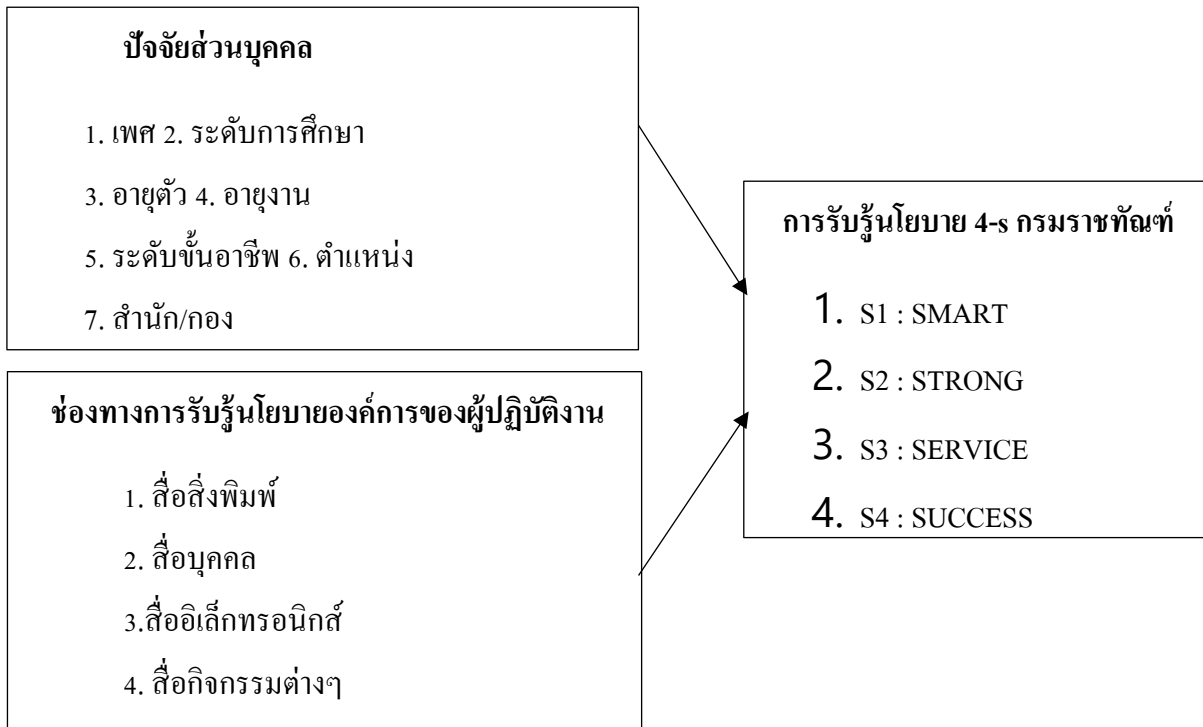 ปัจจัยส่วนบุคคล
1. เพศ 2. ระดับการศึกษา
3. อายุตัว 4. อายุงาน
5. ระดับขั้นอาชีพ 6. ตำแหน่ง
7. สำนัก/กอง
ช่องทางการรับรู้นโยบายองค์การของผู้ปฏิบัติงาน
1. สื่อสิ่งพิมพ์
2. สื่อบุคคล
3.สื่ออิเล็กทรอนิกส์
4. สื่อกิจกรรมต่างๆ
การรับรู้นโยบาย 4-s กรมราชทัณฑ์
1. S1 : SMART
2. S2 : STRONG
3. S3 : SERVICE
4. S4 : SUCCESS